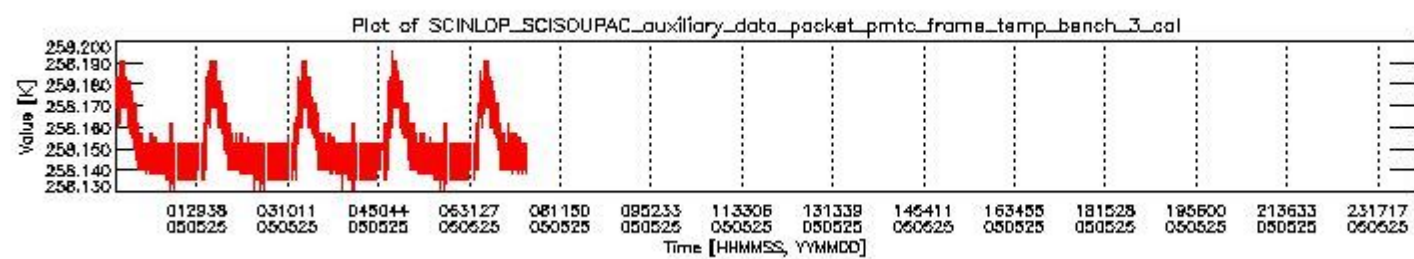 Plot of SCINLOP_SCISOUPAC_auxiliary_data_packet_pmtc_frame_temp_bench_3_cal
258.200
258.190
258.180
258.170
258.160
258.150
258.140
258.130
Value [K]
012938 031011 045044 063127 081150 095233 113306 131339 145411 163455 181528 195600 213633 231717
050525 050525 050525 050525 050525 050525 050525 050525 050525 050525 050525 050525 050525 050525
Time [HHMMSS, YYMMDD]